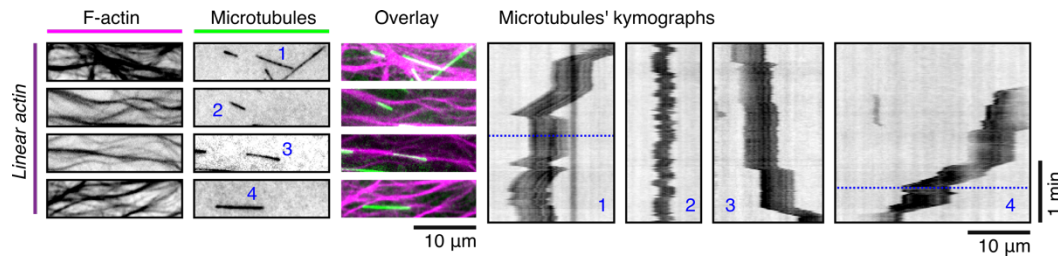 F-actin
Microtubules
Overlay
Microtubules' kymographs
Linear actin
1
2
3
4
1
2
3
4
10 µm
10 µm
1 min